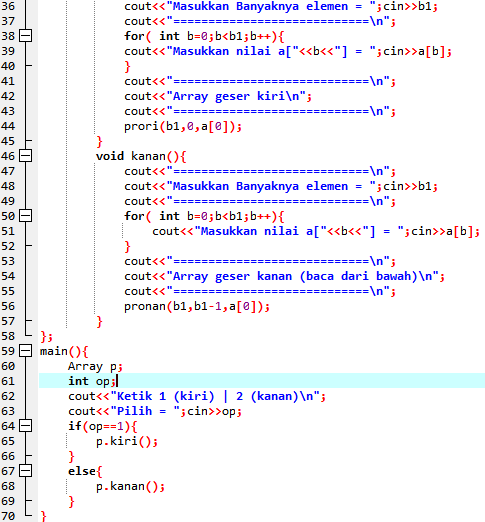 36 cout<<"Masukkan Banyaknya elemen = ";cin>>b1;
37 cout<<"============================\n";
38 for( int b=0;b<b1;b++){
39 cout<<"Masukkan nilai a["<<b<<"] = ";cin>>a[b];
40 }
41 cout<<"============================\n";
42 cout<<"Array geser kiri\n";
43 cout<<"============================\n";
44 prori(b1,0,a[0]);
45 }
46 void kanan(){
47 cout<<"============================\n";
48 cout<<"Masukkan Banyaknya elemen = ";cin>>b1;
49 cout<<"============================\n";
50 for( int b=0;b<b1;b++){
51 cout<<"Masukkan nilai a["<<b<<"] = ";cin>>a[b];
52 }
53 cout<<"============================\n";
54 cout<<"Array geser kanan (baca dari bawah)\n";
55 cout<<"============================\n";
56 pronan(b1,b1-1,a[0]);
57 }
58 };
59 main(){
60 Array p;
61 int op;
62 cout<<"Ketik 1 (kiri) | 2 (kanan)\n";
63 cout<<"Pilih = ";cin>>op;
64 if(op==1){
65 p.kiri();
66 }
67 else{
68 p.kanan();
69 }
70 }